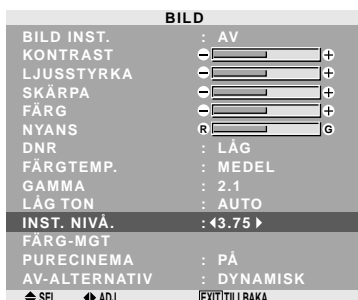 BILD
BILD INST. : AV
KONTRAST − +
LJUSSTYRKA − +
SKÄRPA − +
FÄRG − +
NYANS R G
DNR : LÅG
FÄRGTEMP. : MEDEL
GAMMA : 2.1
LÅG TON : AUTO
INST. NIVÅ. : 3.75
FÄRG-MGT
PURECINEMA : PÅ
AV-ALTERNATIV : DYNAMISK
SEL. ADJ. EXIT TILLBAKA